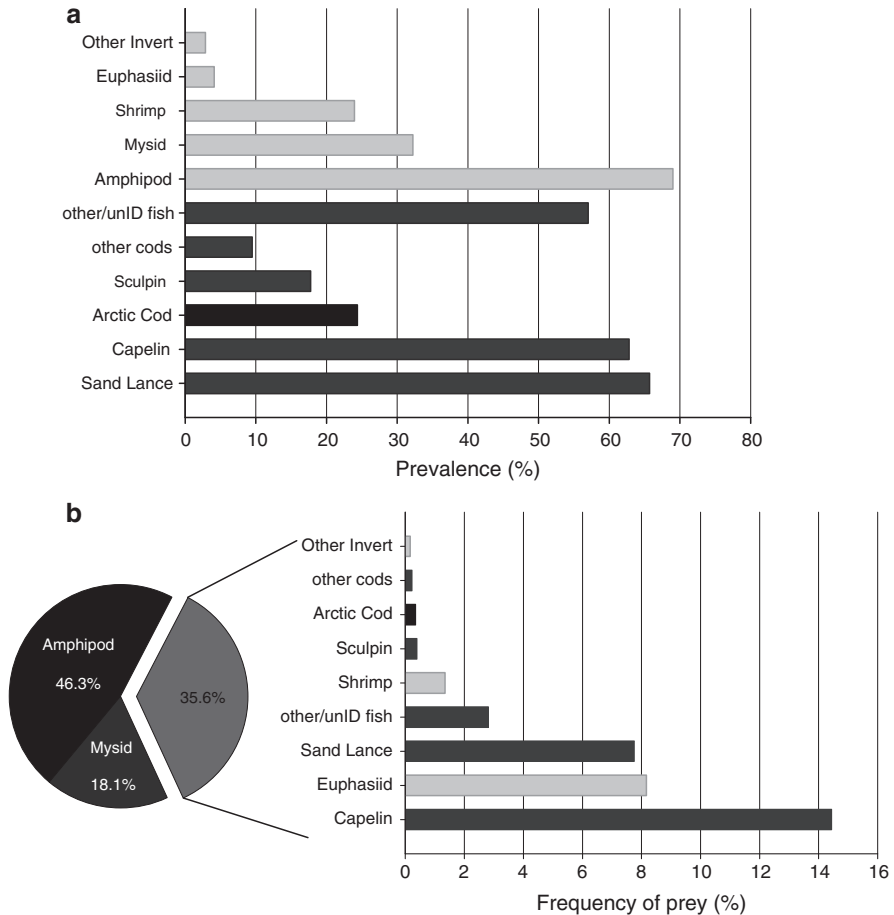 a
Other Invert
Euphasiid
Shrimp
Mysid
Amphipod
other/unID fish
other cods
Sculpin
Arctic Cod
Capelin
Sand Lance
0 10 20 30 40 50 60 70 80
Prevalence (%)
b
Amphipod
46.3%
Mysid
18.1%
35.6%
Other Invert
other cods
Arctic Cod
Sculpin
Shrimp
other/unID fish
Sand Lance
Euphasiid
Capelin
0 2 4 6 8 10 12 14 16
Frequency of prey (%)